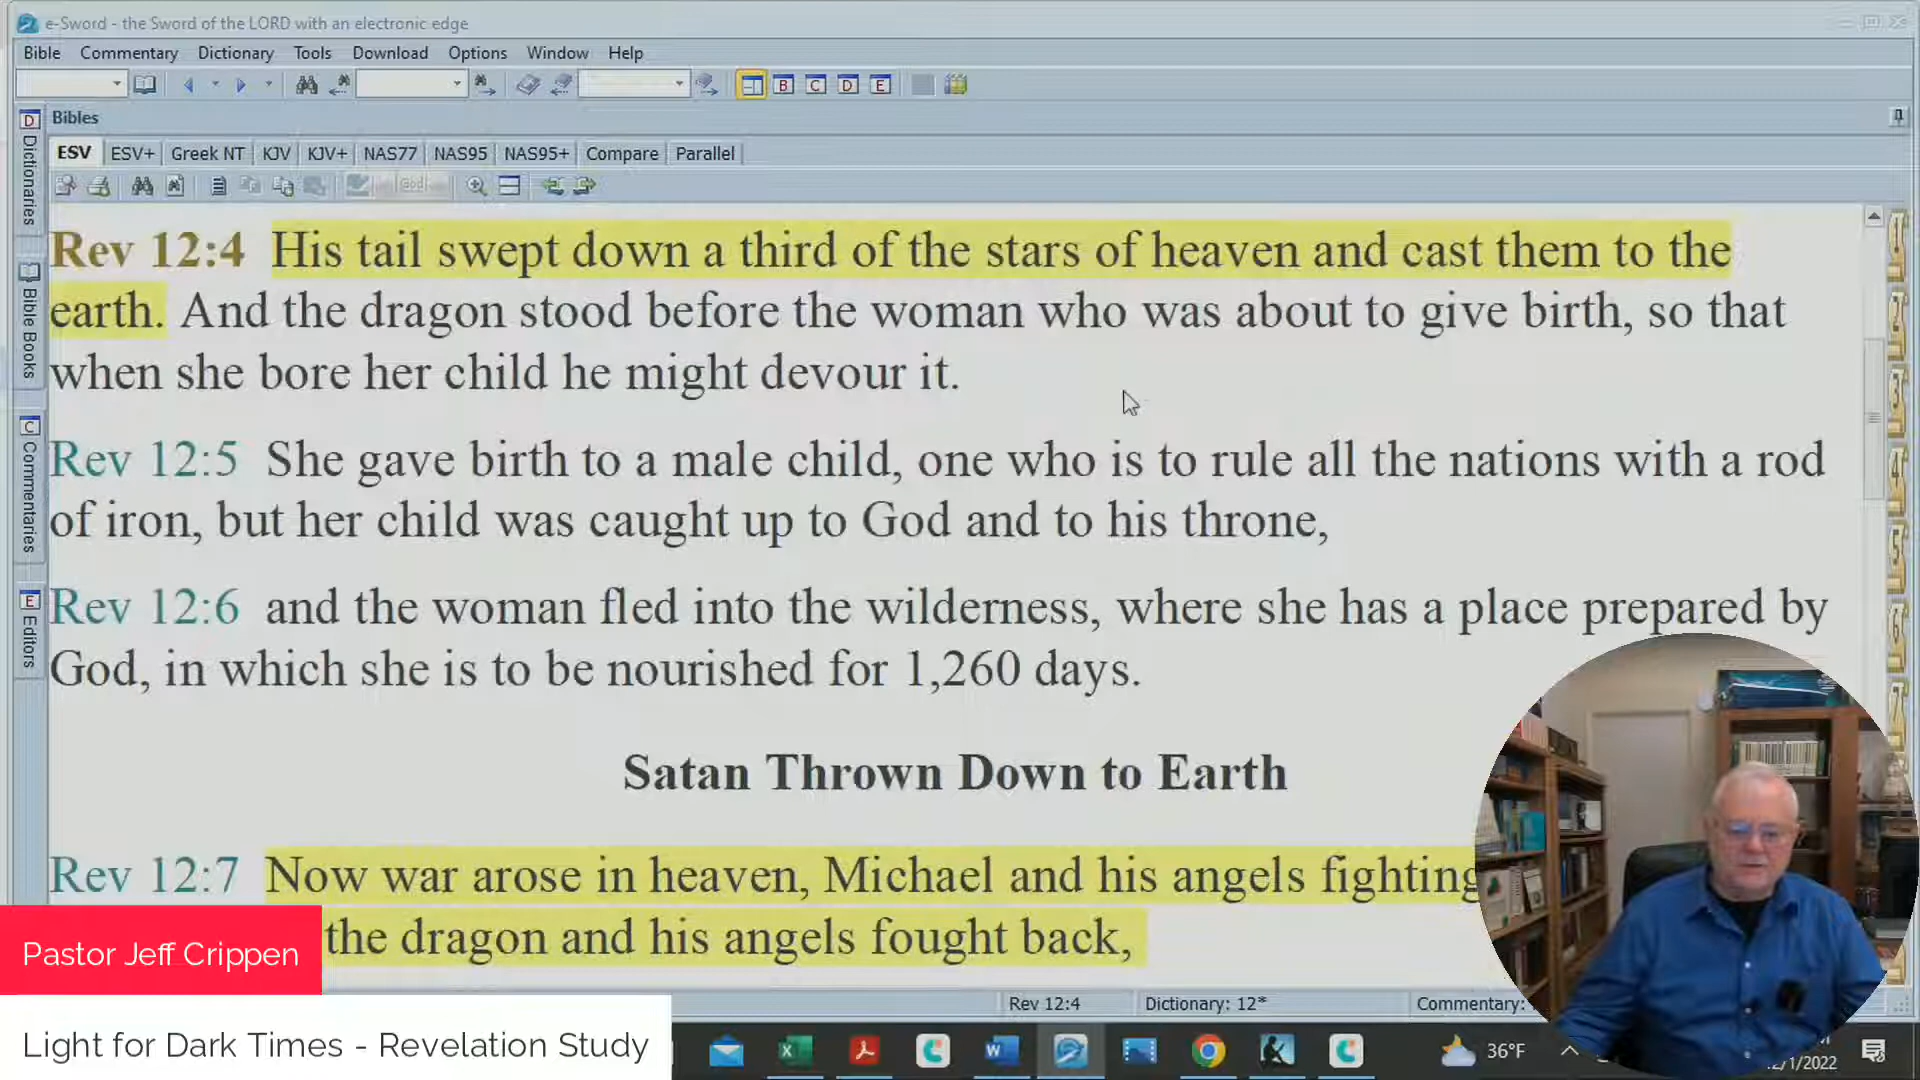 e-Sword - the Sword of the LORD with an electronic edge
Bible Commentary Dictionary Tools Download Options Window Help
B C D E
D Dictionaries
Bibles
ESV ESV+ Greek NT KJV KJV+ NAS77 NAS95 NAS95+ Compare Parallel
Bible Books
C Commentaries
E Editors
Rev 12:4 His tail swept down a third of the stars of heaven and cast them to the
earth. And the dragon stood before the woman who was about to give birth, so that
when she bore her child he might devour it.
Rev 12:5 She gave birth to a male child, one who is to rule all the nations with a rod
of iron, but her child was caught up to God and to his throne,
Rev 12:6 and the woman fled into the wilderness, where she has a place prepared by
God, in which she is to be nourished for 1,260 days.
Satan Thrown Down to Earth
Rev 12:7 Now war arose in heaven, Michael and his angels fighting
the dragon and his angels fought back,
Pastor Jeff Crippen
Rev 12:4 Dictionary: 12* Commentary:
Light for Dark Times - Revelation Study
36°F
2/1/2022